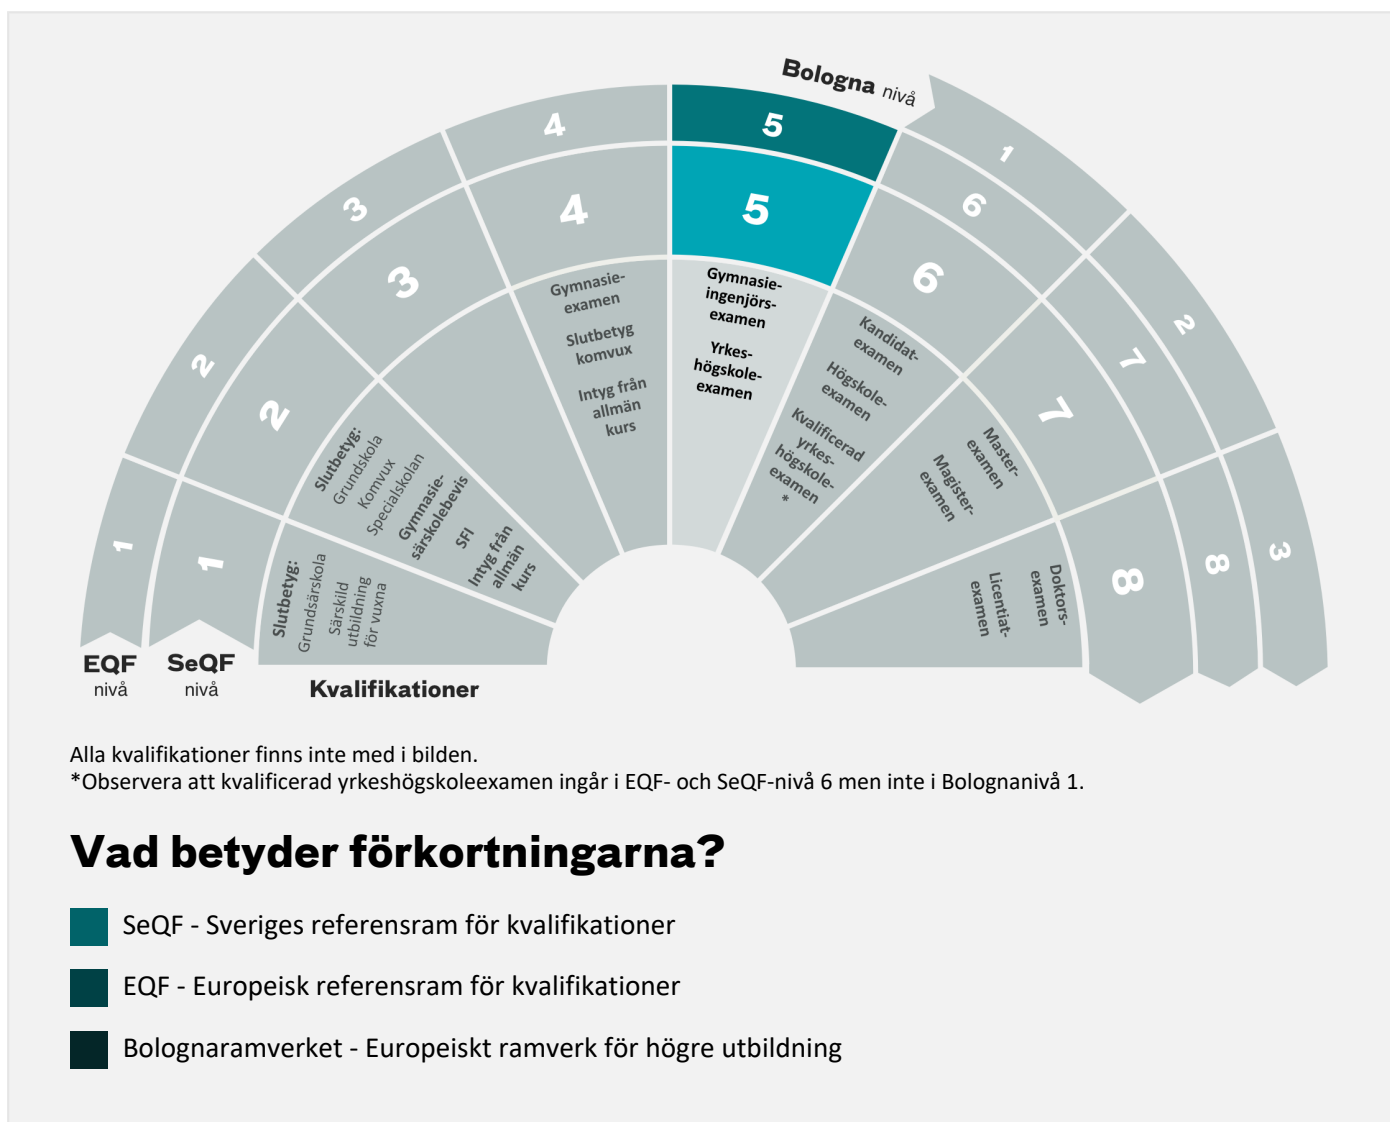 Bologna nivå
1
2
3
1
2
3
4
5
6
7
8
1
2
3
4
5
6
7
8
EQF
nivå
SeQF
nivå
Kvalifikationer
Slutbetyg:
Grundsärskola
Särskild
utbildning
för vuxna
Slutbetyg:
Grundskola
Komvux
Specialskolan
Gymnasie-
särskolebevis
SFI
Intyg från
allmän
kurs
Gymnasie-
examen
Slutbetyg
komvux
Intyg från
allmän
kurs
Gymnasie-
ingenjörs-
examen
Yrkes-
högskole-
examen
Kandidat-
examen
Högskole-
examen
Kvalificerad
yrkes-
högskole-
examen
*
Master-
examen
Magister-
examen
Doktors-
examen
Licentiat-
examen
Alla kvalifikationer finns inte med i bilden.
*Observera att kvalificerad yrkeshögskoleexamen ingår i EQF- och SeQF-nivå 6 men inte i Bolognanivå 1.
Vad betyder förkortningarna?
SeQF - Sveriges referensram för kvalifikationer
EQF - Europeisk referensram för kvalifikationer
Bolognaramverket - Europeiskt ramverk för högre utbildning